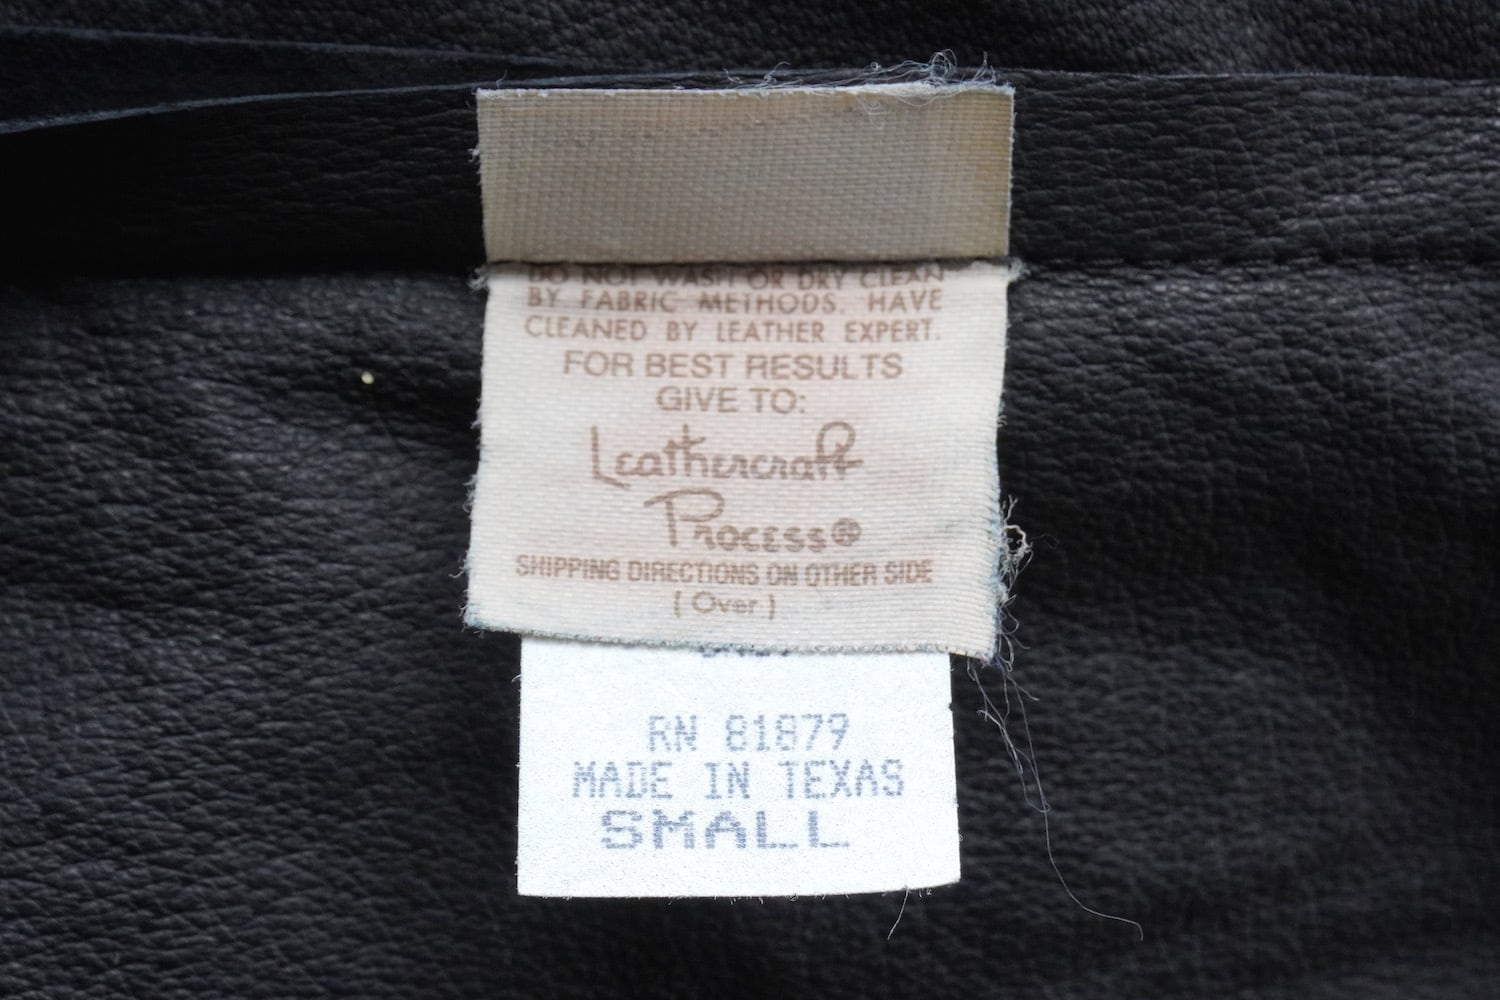 DO NOT WASH OR DRY CLEAN
BY FABRIC METHODS. HAVE
CLEANED BY LEATHER EXPERT.
FOR BEST RESULTS
GIVE TO:
Leathercraft
Process®
SHIPPING DIRECTIONS ON OTHER SIDE
(Over)
RN 81879
MADE IN TEXAS
SMALL